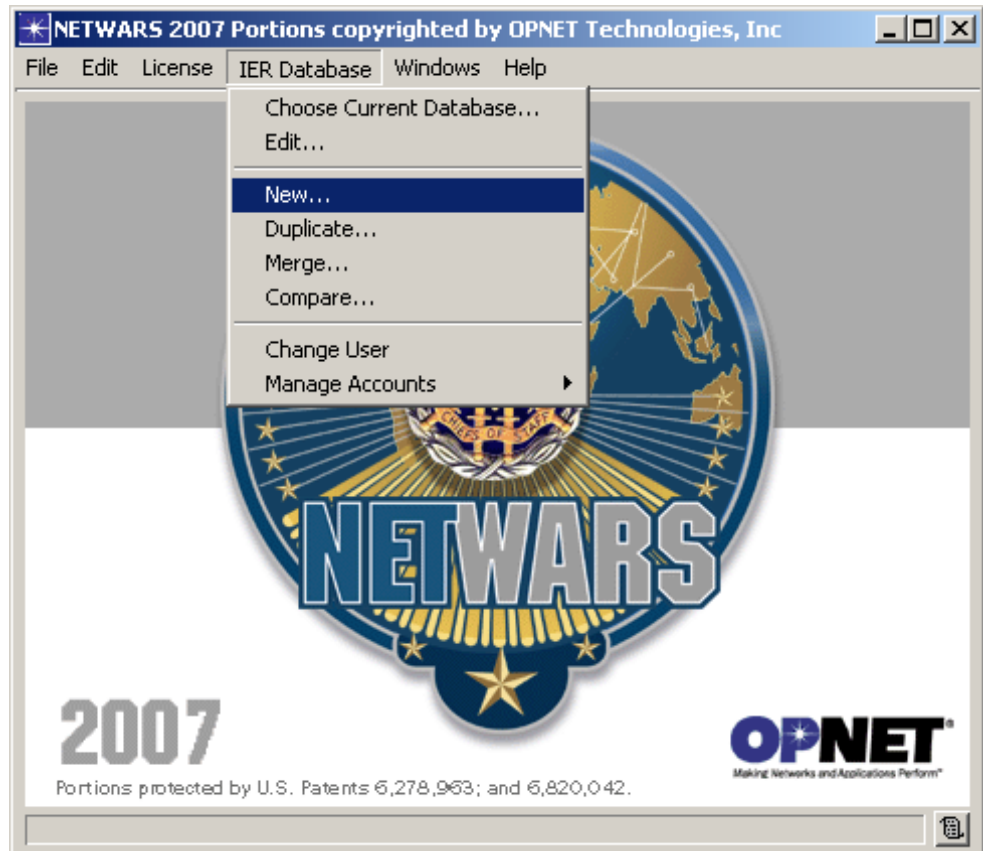 NETWARS 2007 Portions copyrighted by OPNET Technologies, Inc
File Edit License IER Database Windows Help
Choose Current Database...
Edit...
New...
Duplicate...
Merge...
Compare...
Change User
Manage Accounts
CHIEFS OF STAFF
NETWARS
2007
OPNET
Making Networks and Applications Perform"
Portions protected by U.S. Patents 6,278,963; and 6,820,042.